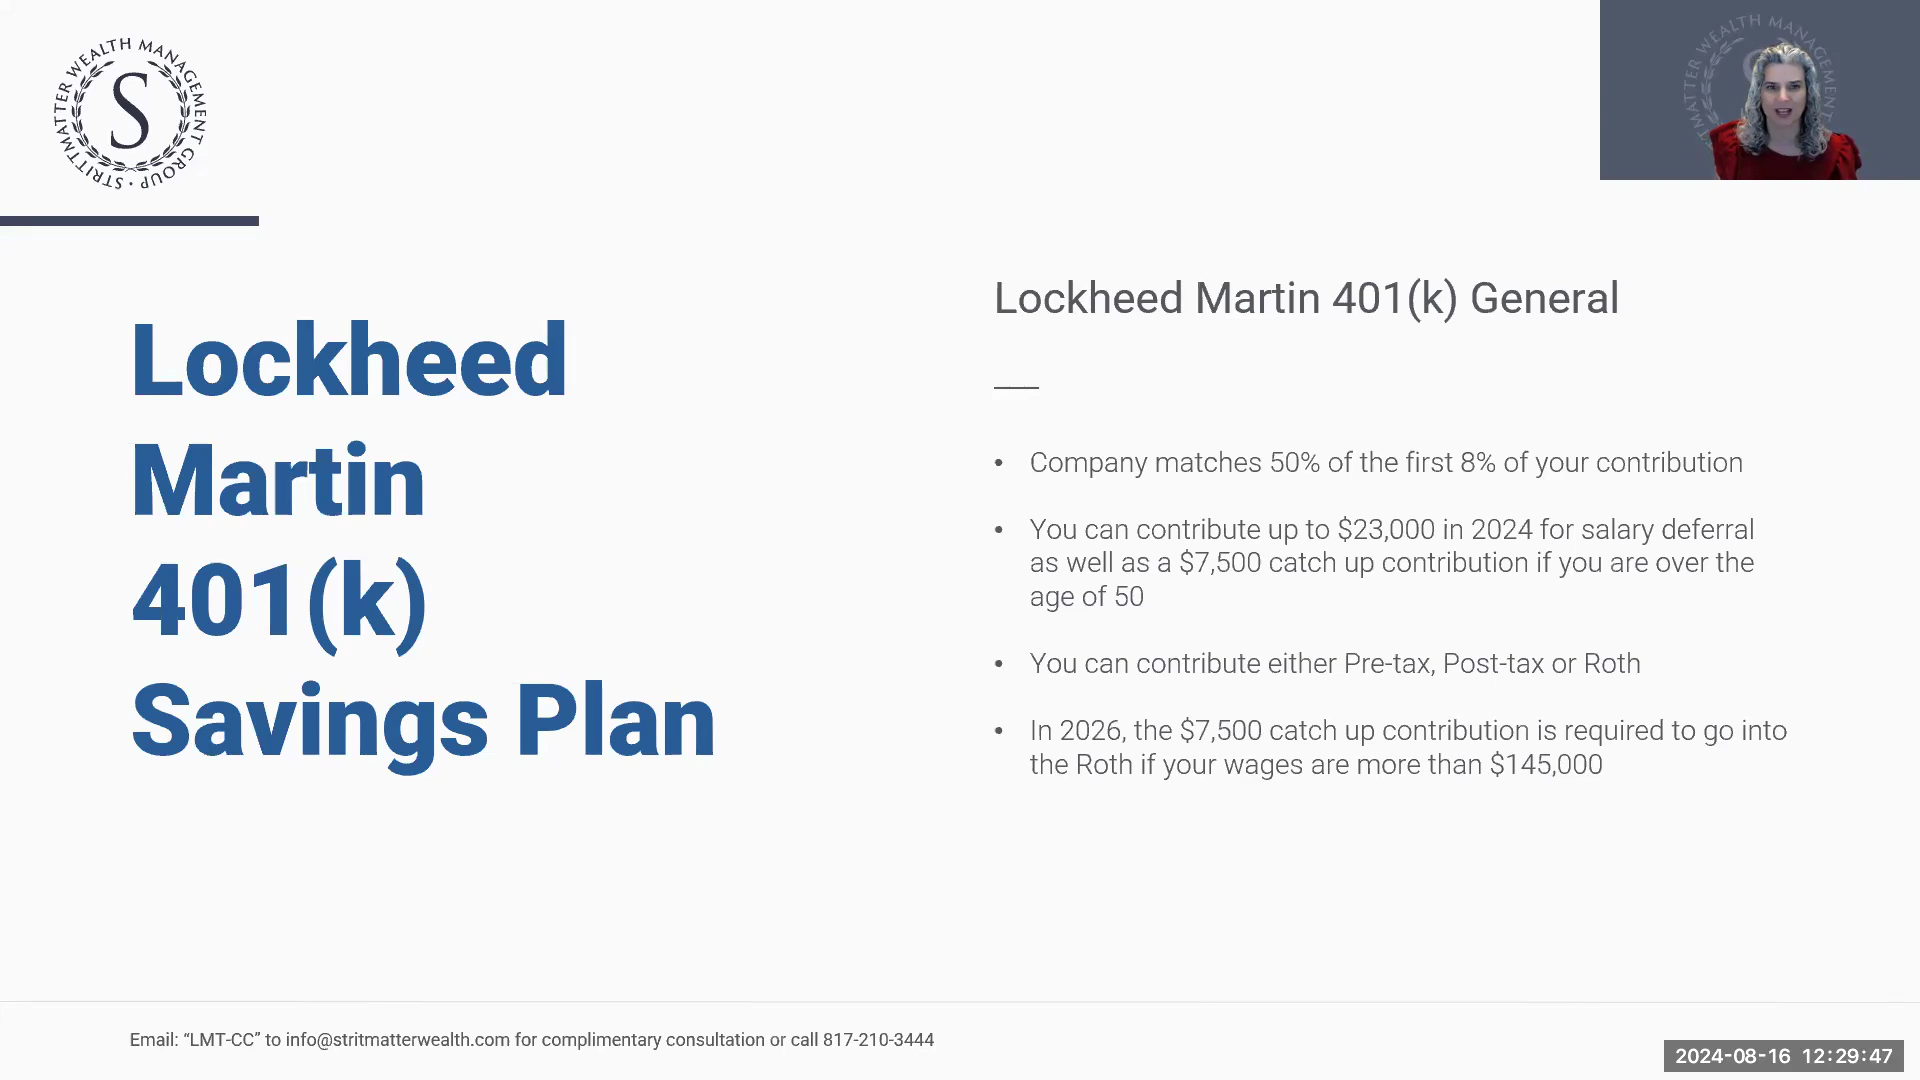 STRITTMATTER WEALTH MANAGEMENT GROUP •
S
Lockheed
Martin
401(k)
Savings Plan
Lockheed Martin 401(k) General
• Company matches 50% of the first 8% of your contribution
• You can contribute up to $23,000 in 2024 for salary deferral
as well as a $7,500 catch up contribution if you are over the
age of 50
• You can contribute either Pre-tax, Post-tax or Roth
• In 2026, the $7,500 catch up contribution is required to go into
the Roth if your wages are more than $145,000
Email: “LMT-CC” to info@stritmatterwealth.com for complimentary consultation or call 817-210-3444
WEALTH MANAGEMENT
2024-08-16 12:29:47